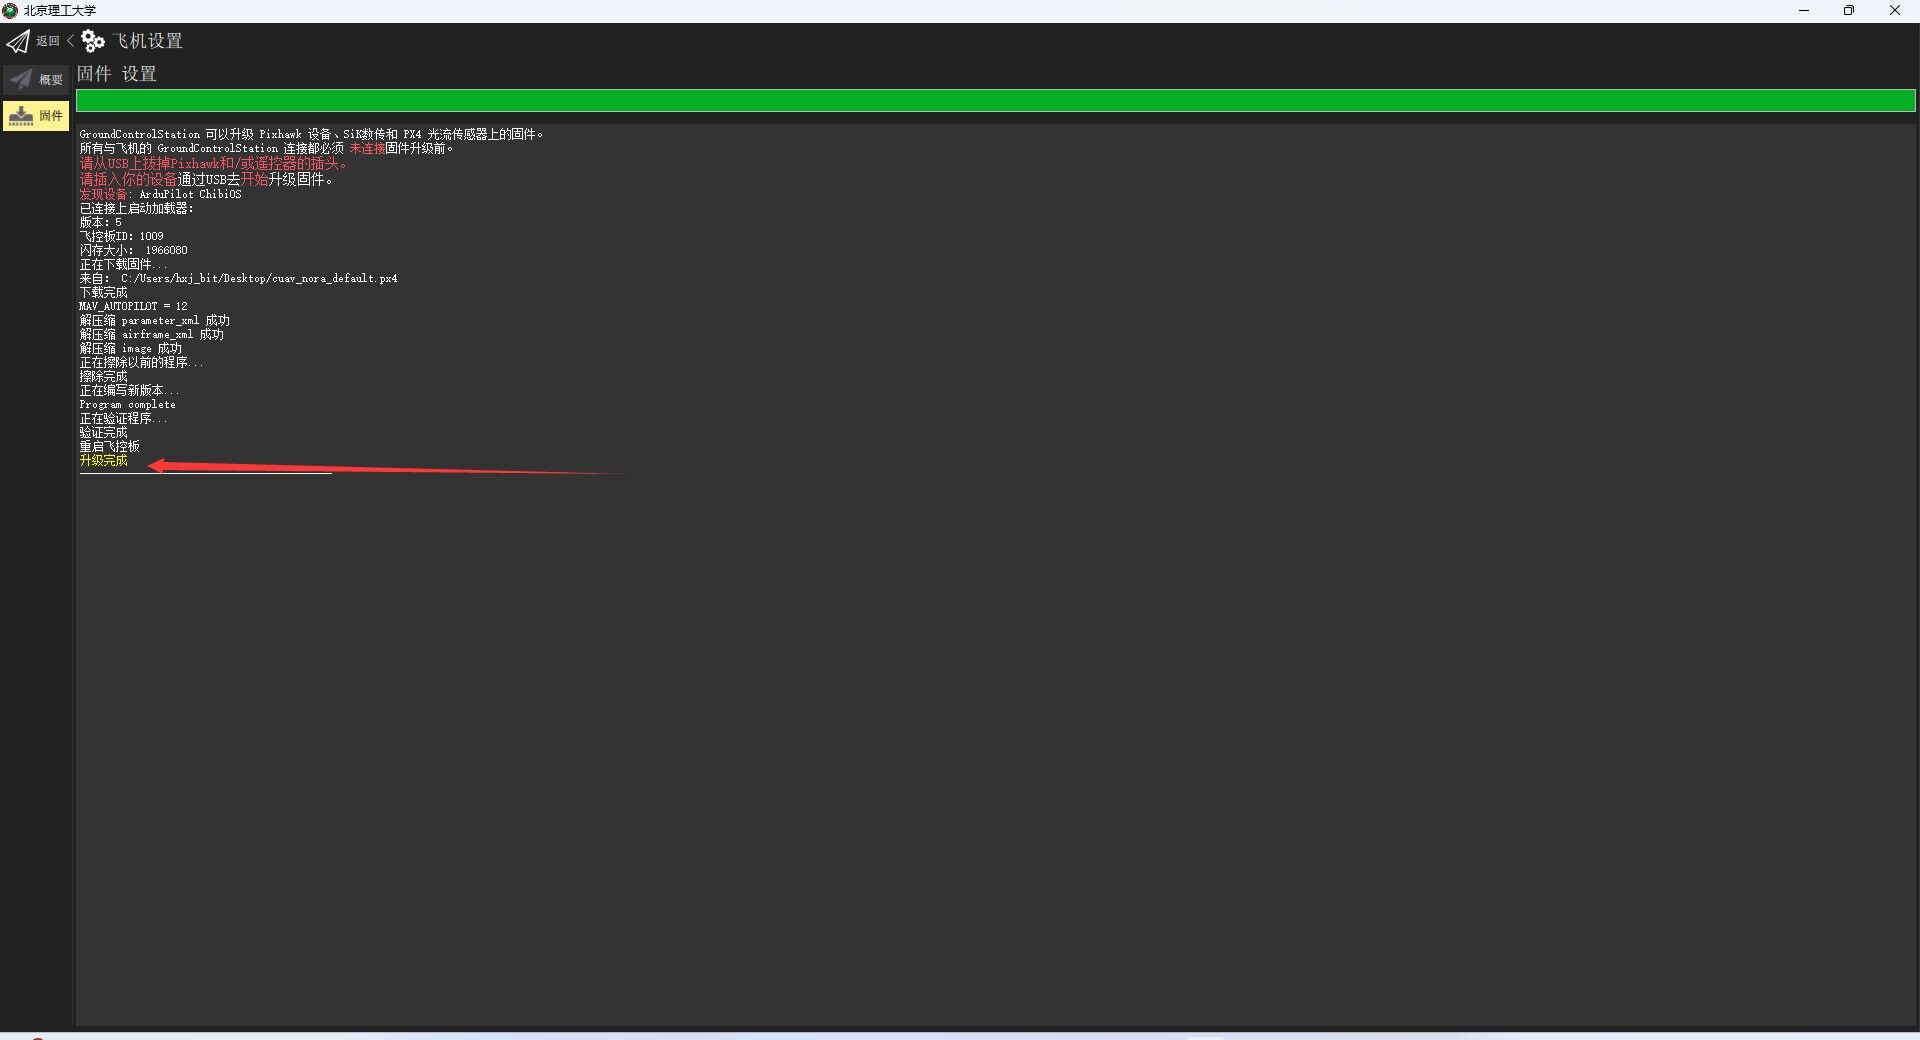 北京理工大学
返回 < 飞机设置
概要
固件
固件 设置
GroundControlStation 可以升级 Pixhawk 设备、SiK数传和 PX4 光流传感器上的固件。
所有与飞机的 GroundControlStation 连接都必须 未连接固件升级前。
请从USB上拔掉Pixhawk和/或遥控器的插头。
请插入你的设备通过USB去开始升级固件。
发现设备: ArduPilot ChibiOS
已连接上启动加载器:
版本: 5
飞控板ID: 1009
闪存大小: 1966080
正在下载固件...
来自: C:/Users/hxj_bit/Desktop/cuav_nora_default.px4
下载完成
MAV_AUTOPILOT = 12
解压缩 parameter_xml 成功
解压缩 airframe_xml 成功
解压缩 image 成功
正在擦除以前的程序...
擦除完成
正在编写新版本...
Program complete
正在验证程序...
验证完成
重启飞控板
升级完成